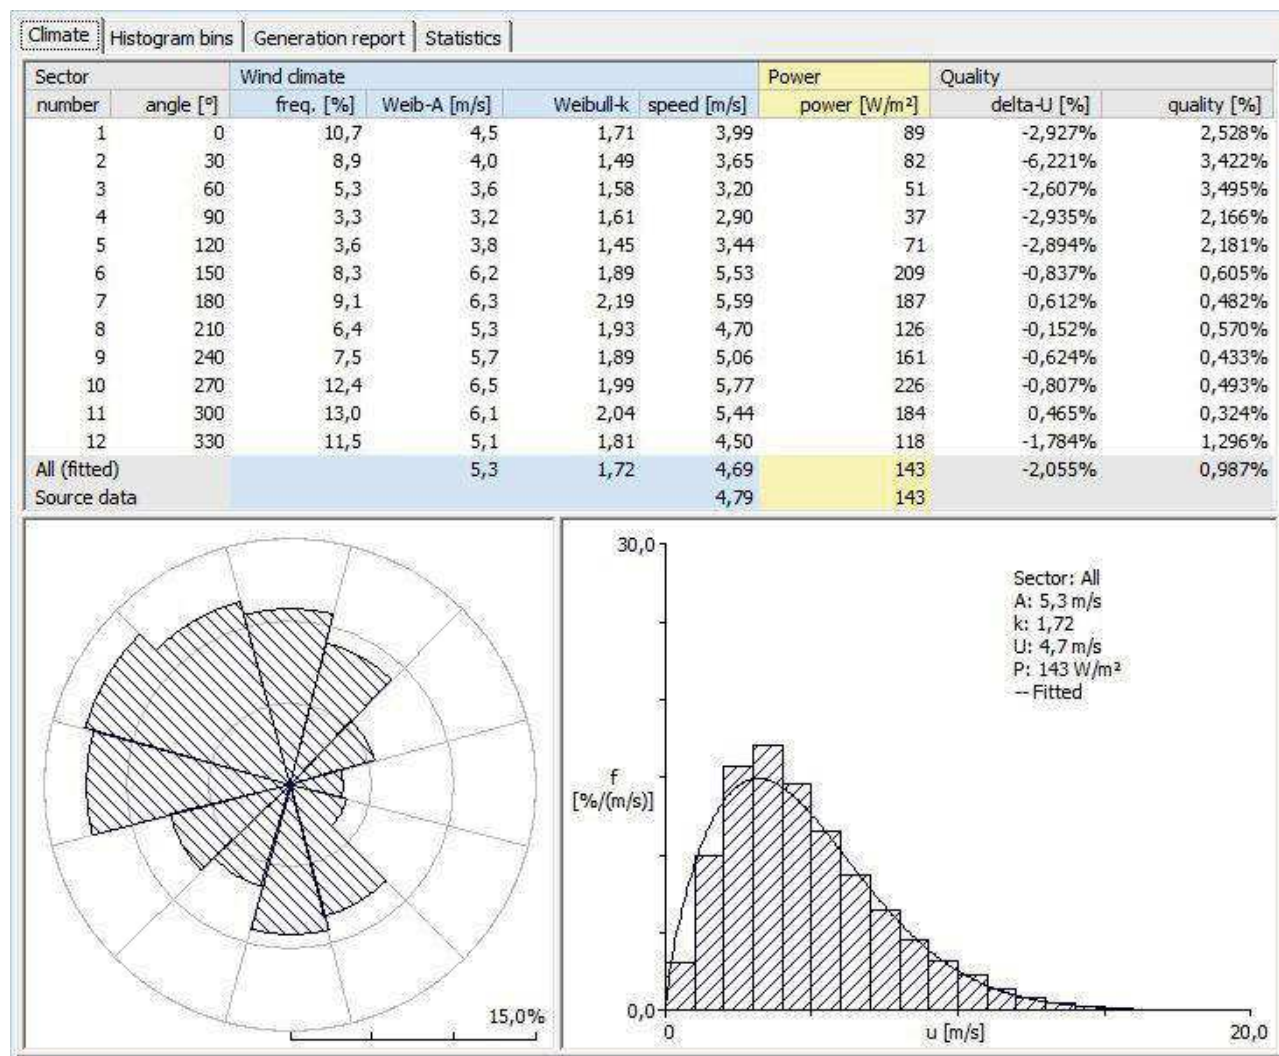 Climate Histogram bins Generation report Statistics
Sector Wind climate Power Quality
number angle [°] freq. [%] Weib-A [m/s] Weibull-k speed [m/s] power [W/m²] delta-U [%] quality [%]
1 0 10,7 4,5 1,71 3,99 89 -2,927% 2,528%
2 30 8,9 4,0 1,49 3,65 82 -6,221% 3,422%
3 60 5,3 3,6 1,58 3,20 51 -2,607% 3,495%
4 90 3,3 3,2 1,61 2,90 37 -2,935% 2,166%
5 120 3,6 3,8 1,45 3,44 71 -2,894% 2,181%
6 150 8,3 6,2 1,89 5,53 209 -0,837% 0,605%
7 180 9,1 6,3 2,19 5,59 187 0,612% 0,482%
8 210 6,4 5,3 1,93 4,70 126 -0,152% 0,570%
9 240 7,5 5,7 1,89 5,06 161 -0,624% 0,433%
10 270 12,4 6,5 1,99 5,77 226 -0,807% 0,493%
11 300 13,0 6,1 2,04 5,44 184 0,465% 0,324%
12 330 11,5 5,1 1,81 4,50 118 -1,784% 1,296%
All (fitted) 5,3 1,72 4,69 143 -2,055% 0,987%
Source data 4,79 143
15,0%
30,0
Sector: All
A: 5,3 m/s
k: 1,72
U: 4,7 m/s
P: 143 W/m²
-- Fitted
f
[%/(m/s)]
0,0
0 u [m/s] 20,0